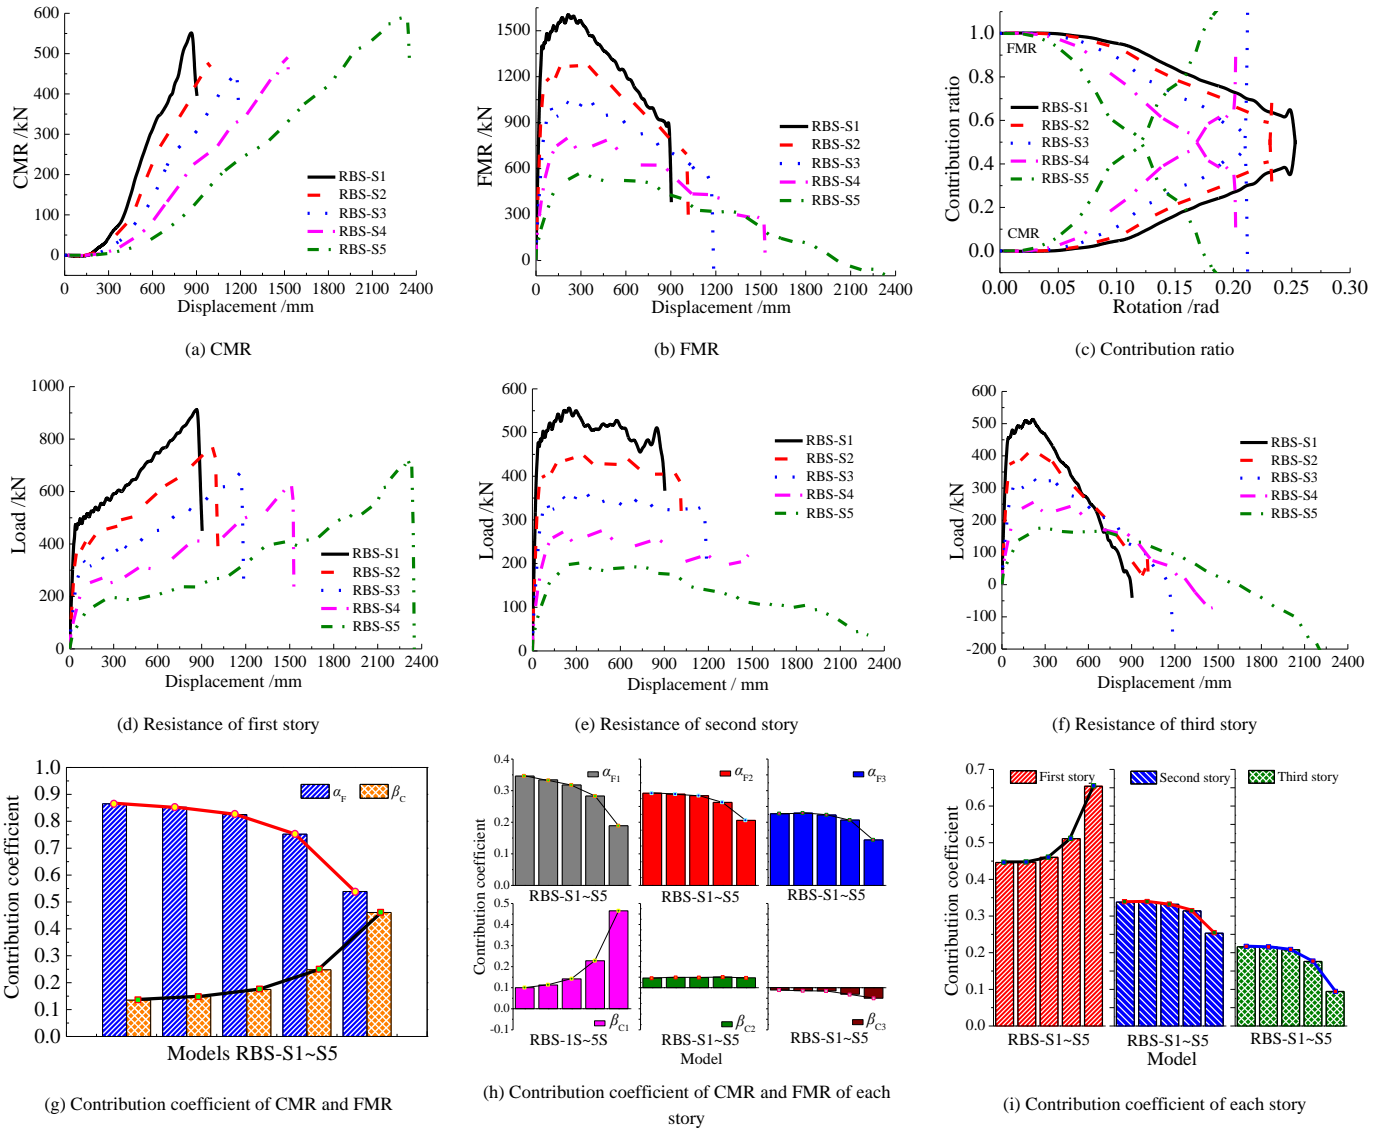 600
500
400
300
200
100
0
CMR /kN
RBS-S1
RBS-S2
RBS-S3
RBS-S4
RBS-S5
0 300 600 900 1200 1500 1800 2100 2400
Displacement /mm
(a) CMR
1500
1200
900
600
300
0
FMR /kN
RBS-S1
RBS-S2
RBS-S3
RBS-S4
RBS-S5
0 300 600 900 1200 1500 1800 2100 2400
Displacement /mm
(b) FMR
1.0
0.8
0.6
0.4
0.2
0.0
Contribution ratio
FMR
RBS-S1
RBS-S2
RBS-S3
RBS-S4
RBS-S5
CMR
0.00 0.05 0.10 0.15 0.20 0.25 0.30
Rotation /rad
(c) Contribution ratio
1000
800
600
400
200
0
Load /kN
RBS-S1
RBS-S2
RBS-S3
RBS-S4
RBS-S5
0 300 600 900 1200 1500 1800 2100 2400
Displacement /mm
(d) Resistance of first story
600
500
400
300
200
100
0
Load /kN
RBS-S1
RBS-S2
RBS-S3
RBS-S4
RBS-S5
0 300 600 900 1200 1500 1800 2100 2400
Displacement / mm
(e) Resistance of second story
500
400
300
200
100
0
-100
-200
Load /kN
RBS-S1
RBS-S2
RBS-S3
RBS-S4
RBS-S5
0 300 600 900 1200 1500 1800 2100 2400
Displacement /mm
(f) Resistance of third story
1.0
0.9
0.8
0.7
0.6
0.5
0.4
0.3
0.2
0.1
0.0
Contribution coefficient
αF βC
Models RBS-S1~S5
(g) Contribution coefficient of CMR and FMR
0.4
0.3
0.2
0.1
0.0
αF1
αF2
αF3
RBS-S1~S5 RBS-S1~S5 RBS-S1~S5
Contribution coefficient
0.5
0.4
0.3
0.2
0.1
0.0
-0.1
βC1
βC2
βC3
RBS-1S~5S RBS-S1~S5 RBS-S1~S5
Model
(h) Contribution coefficient of CMR and FMR of each
story
0.7
0.6
0.5
0.4
0.3
0.2
0.1
0.0
Contributiion coefficient
First story Second story Third story
RBS-S1~S5 RBS-S1~S5 RBS-S1~S5
Model
(i) Contribution coefficient of each story